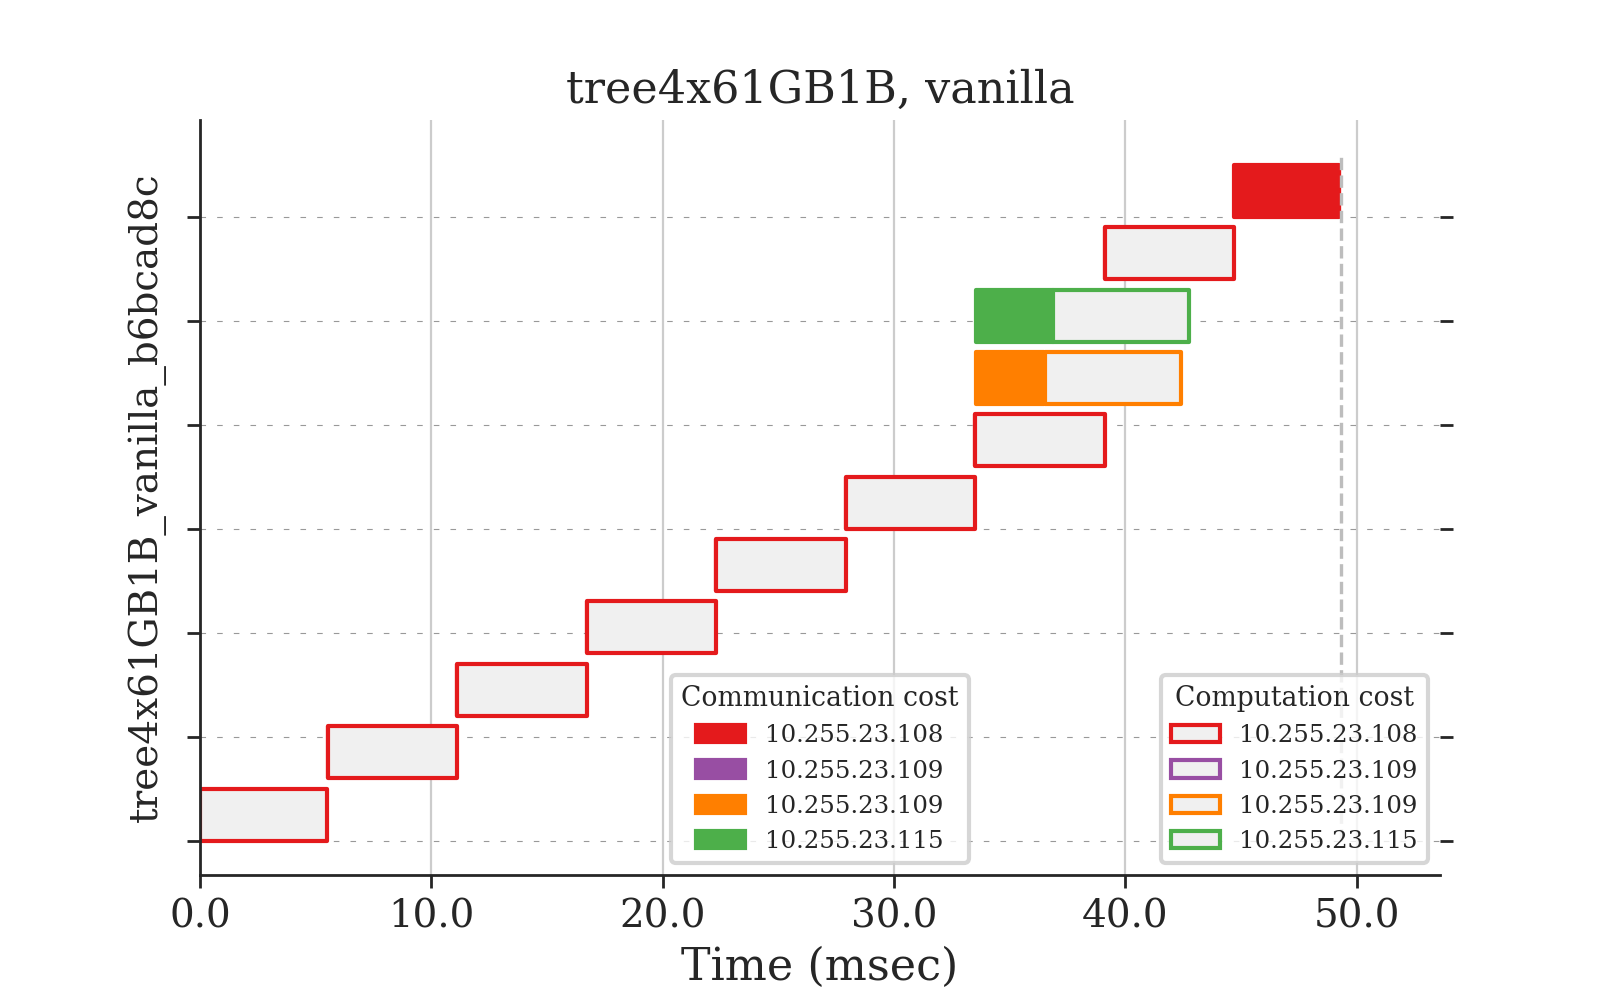 tree4x61GB1B, vanilla
tree4x61GB1B_vanilla_b6bcad8c
Communication cost
10.255.23.108
10.255.23.109
10.255.23.109
10.255.23.115
Computation cost
10.255.23.108
10.255.23.109
10.255.23.109
10.255.23.115
0.0 10.0 20.0 30.0 40.0 50.0
Time (msec)